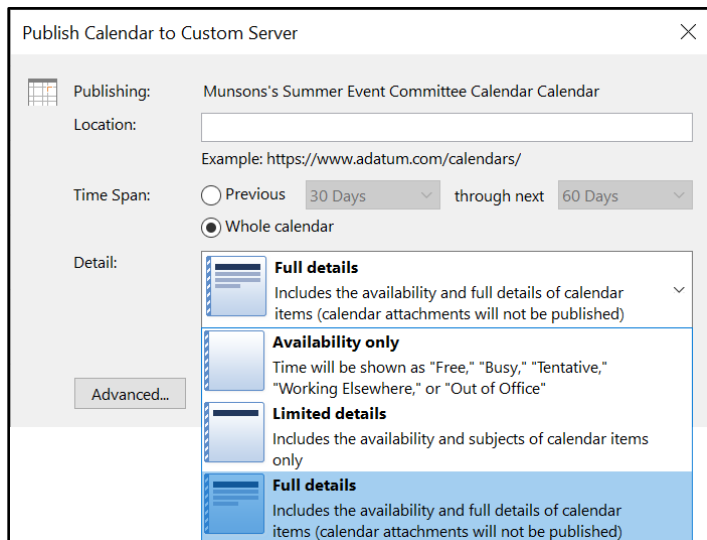 Publish Calendar to Custom Server
Publishing: Munsons's Summer Event Committee Calendar Calendar
Location:
Example: https://www.adatum.com/calendars/
Time Span: Previous 30 Days through next 60 Days
Whole calendar
Detail:
Full details
Includes the availability and full details of calendar
items (calendar attachments will not be published)
Availability only
Time will be shown as "Free," "Busy," "Tentative,"
"Working Elsewhere," or "Out of Office"
Advanced...
Limited details
Includes the availability and subjects of calendar items
only
Full details
Includes the availability and full details of calendar
items (calendar attachments will not be published)